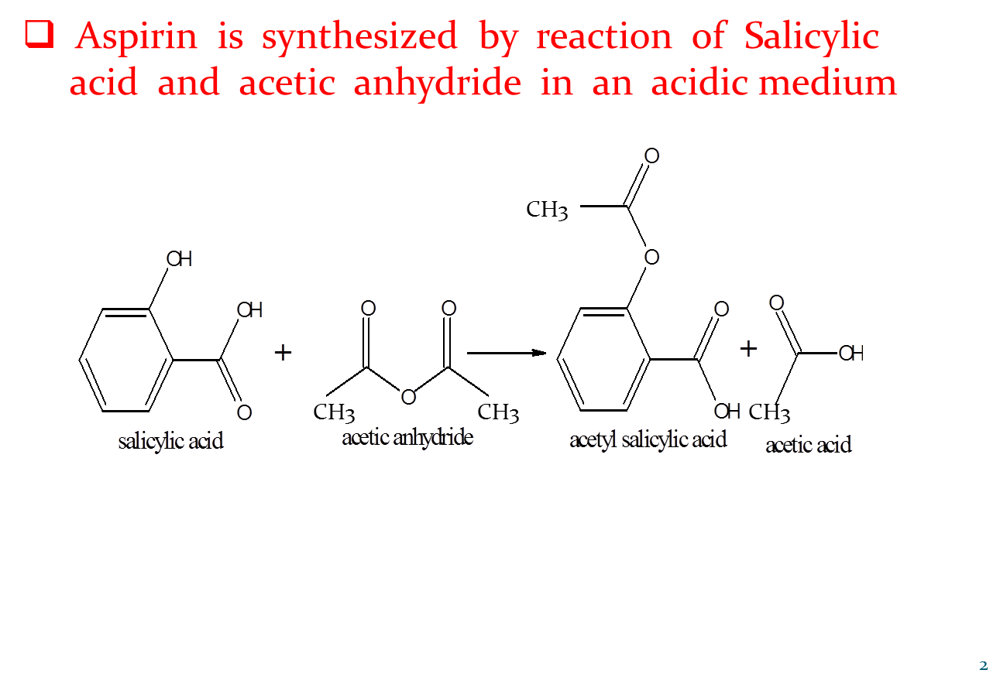 ❑ Aspirin is synthesized by reaction of Salicylic
acid and acetic anhydride in an acidic medium
O
CH3
O
OH
OH
O
O
O
O
+
+
OH
O
O
CH3
CH3
OH
CH3
salicylic acid
acetic anhydride
acetyl salicylic acid
acetic acid
2